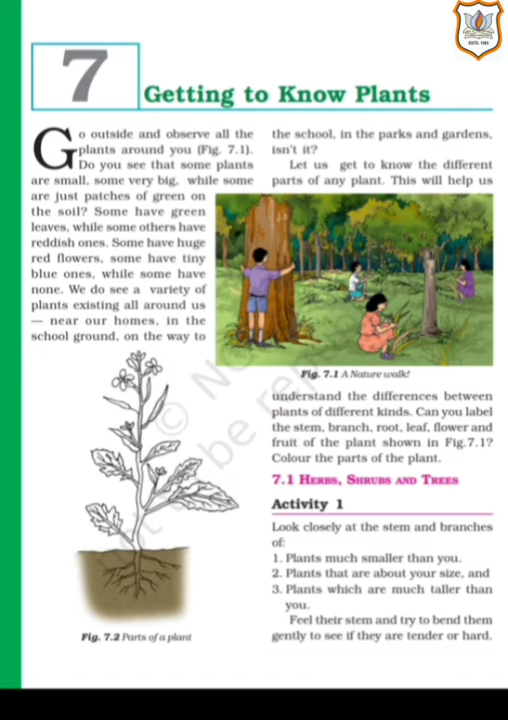 7
Getting to Know Plants
Go outside and observe all the
plants around you (Fig. 7.1).
Do you see that some plants
are small, some very big, while some
are just patches of green on
the soil? Some have green
leaves, while some others have
reddish ones. Some have huge
red flowers, some have tiny
blue ones, while some have
none. We do see a variety of
plants existing all around us
— near our homes, in the
school ground, on the way to
Fig. 7.2 Parts of a plant
the school, in the parks and gardens,
isn't it?
Let us get to know the different
parts of any plant. This will help us
Fig. 7.1 A Nature walk!
understand the differences between
plants of different kinds. Can you label
the stem, branch, root, leaf, flower and
fruit of the plant shown in Fig.7.1?
Colour the parts of the plant.
7.1 Herbs, Shrubs and Trees
Activity 1
Look closely at the stem and branches
of:
1. Plants much smaller than you.
2. Plants that are about your size, and
3. Plants which are much taller than
you.
Feel their stem and try to bend them
gently to see if they are tender or hard.